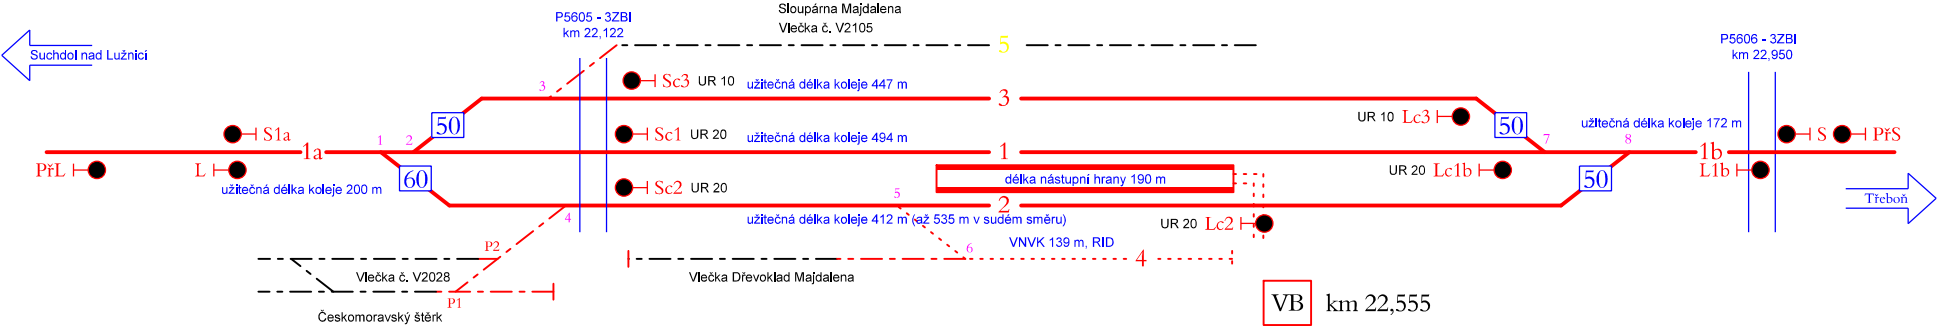 Sloupárna Majdalena
Vlečka č. V2105
P5605 - 3ZBI
km 22,122
P5606 - 3ZBI
km 22,950
Suchdol nad Lužnicí
5
3
Sc3 UR 10 užitečná délka koleje 447 m
3
UR 10 Lc3
50
50
užitečná délka koleje 172 m
S1a
1 2
Sc1 UR 20 užitečná délka koleje 494 m
7 8
S PřS
1a
1
1b
PřL
L
užitečná délka koleje 200 m
60
Sc2 UR 20
délka nástupní hrany 190 m
UR 20 Lc1b
50
L1b
Třeboň
4
5
2
užitečná délka koleje 412 m (až 535 m v sudém směru)
UR 20 Lc2
P2
6
VNVK 139 m, RID
4
Vlečka č. V2028
Vlečka Dřevoklad Majdalena
P1
Českomoravský štěrk
VB km 22,555